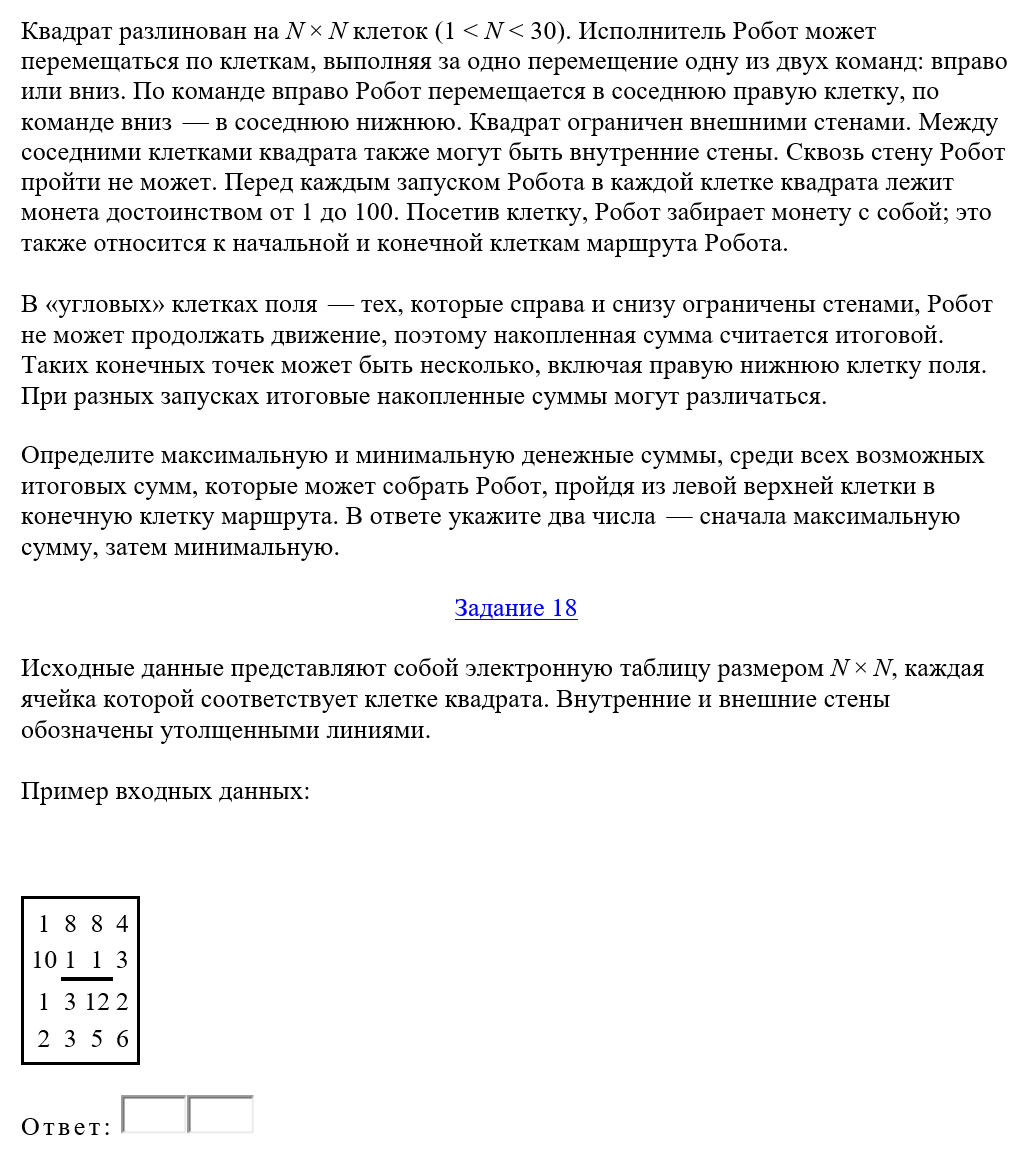 Квадрат разлинован на N × N клеток (1 < N < 30). Исполнитель Робот может
перемещаться по клеткам, выполняя за одно перемещение одну из двух команд: вправо
или вниз. По команде вправо Робот перемещается в соседнюю правую клетку, по
команде вниз — в соседнюю нижнюю. Квадрат ограничен внешними стенами. Между
соседними клетками квадрата также могут быть внутренние стены. Сквозь стену Робот
пройти не может. Перед каждым запуском Робота в каждой клетке квадрата лежит
монета достоинством от 1 до 100. Посетив клетку, Робот забирает монету с собой; это
также относится к начальной и конечной клеткам маршрута Робота.
В «угловых» клетках поля — тех, которые справа и снизу ограничены стенами, Робот
не может продолжать движение, поэтому накопленная сумма считается итоговой.
Таких конечных точек может быть несколько, включая правую нижнюю клетку поля.
При разных запусках итоговые накопленные суммы могут различаться.
Определите максимальную и минимальную денежные суммы, среди всех возможных
итоговых сумм, которые может собрать Робот, пройдя из левой верхней клетки в
конечную клетку маршрута. В ответе укажите два числа — сначала максимальную
сумму, затем минимальную.
Задание 18
Исходные данные представляют собой электронную таблицу размером N × N, каждая
ячейка которой соответствует клетке квадрата. Внутренние и внешние стены
обозначены утолщенными линиями.
Пример входных данных:
1 8 8 4
10 1 1 3
1 3 12 2
2 3 5 6
Ответ: